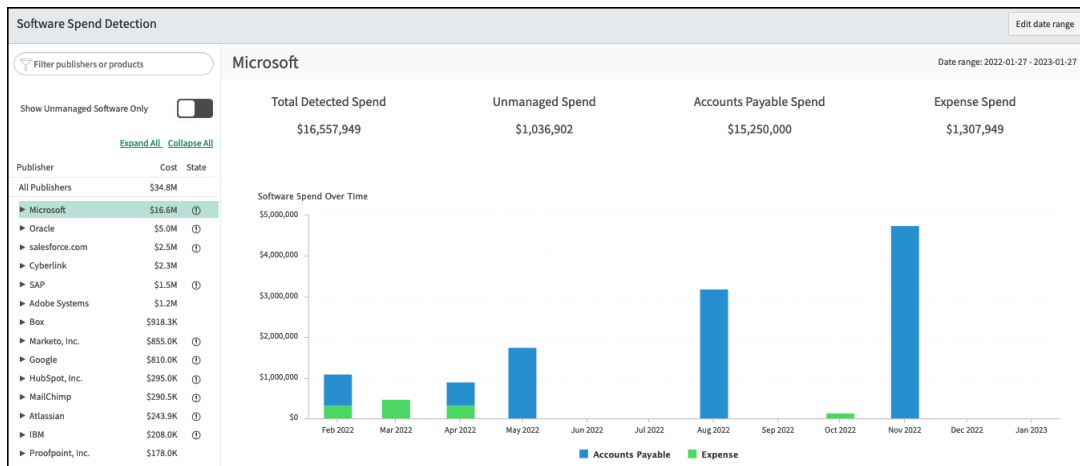 Software Spend Detection
Edit date range
Filter publishers or products
Show Unmanaged Software Only
Expand All Collapse All
Publisher Cost State
All Publishers $34.8M
Microsoft $16.6M
Oracle $5.0M
salesforce.com $2.5M
Cyberlink $2.3M
SAP $1.5M
Adobe Systems $1.2M
Box $918.3K
Marketo, Inc. $855.0K
Google $810.0K
HubSpot, Inc. $295.0K
MailChimp $290.5K
Atlassian $243.9K
IBM $208.0K
Proofpoint, Inc. $178.0K
Microsoft
Date range: 2022-01-27 - 2023-01-27
Total Detected Spend Unmanaged Spend Accounts Payable Spend Expense Spend
$16,557,949 $1,036,902 $15,250,000 $1,307,949
Software Spend Over Time
$5,000,000
$4,000,000
$3,000,000
$2,000,000
$1,000,000
$0
Feb 2022 Mar 2022 Apr 2022 May 2022 Jun 2022 Jul 2022 Aug 2022 Sep 2022 Oct 2022 Nov 2022 Dec 2022 Jan 2023
Accounts Payable Expense